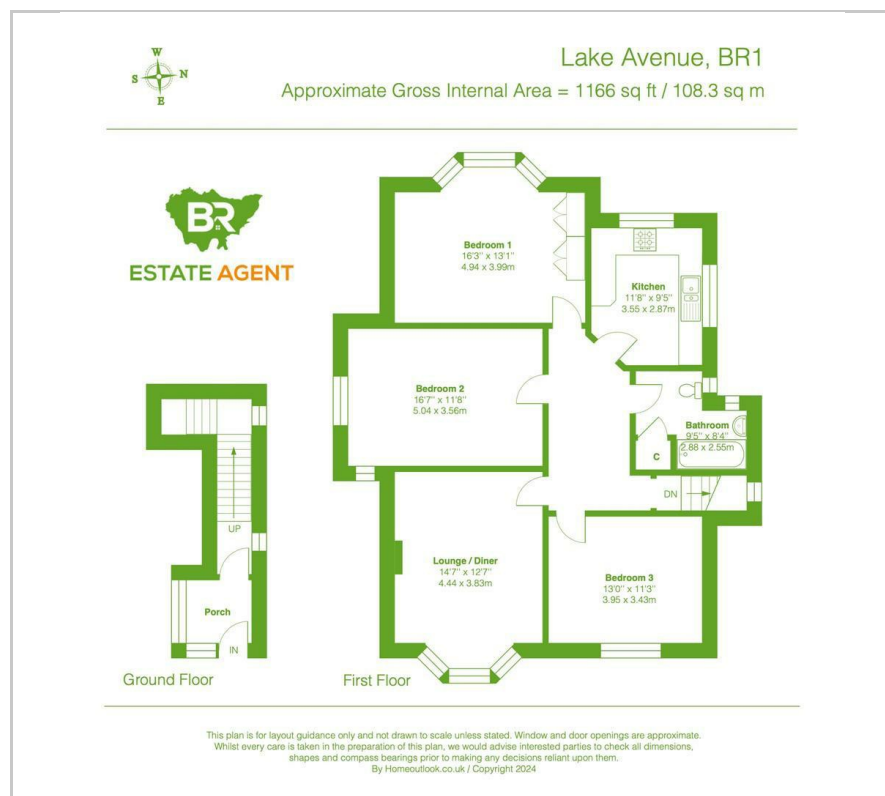 W
S N
E
Lake Avenue, BR1
Approximate Gross Internal Area = 1166 sq ft / 108.3 sq m
BR
ESTATE AGENT
Bedroom 1
16'3" x 13'1"
4.94 x 3.99m
Kitchen
11'8" x 9'5"
3.55 x 2.87m
Bedroom 2
16'7" x 11'8"
5.04 x 3.56m
Bathroom
9'5" x 8'4"
2.88 x 2.55m
C
DN
UP
Lounge / Diner
14'7" x 12'7"
4.44 x 3.83m
Bedroom 3
13'0" x 11'3"
3.95 x 3.43m
Porch
IN
Ground Floor
First Floor
This plan is for layout guidance only and not drawn to scale unless stated. Window and door openings are approximate.
Whilst every care is taken in the preparation of this plan, we would advise interested parties to check all dimensions,
shapes and compass bearings prior to making any decisions reliant upon them.
By Homeoutlook.co.uk / Copyright 2024